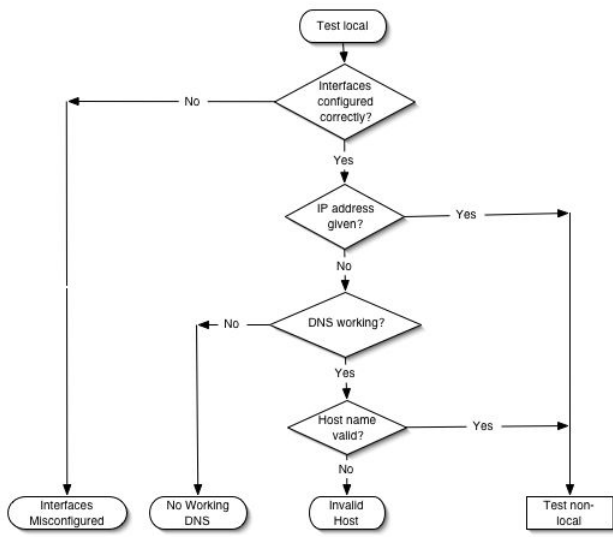 Test local
Interfaces
configured
correctly?
No
Yes
IP address
given?
Yes
No
DNS working?
No
Yes
Host name
valid?
Yes
No
Interfaces
Misconfigured
No Working
DNS
Invalid
Host
Test non-
local